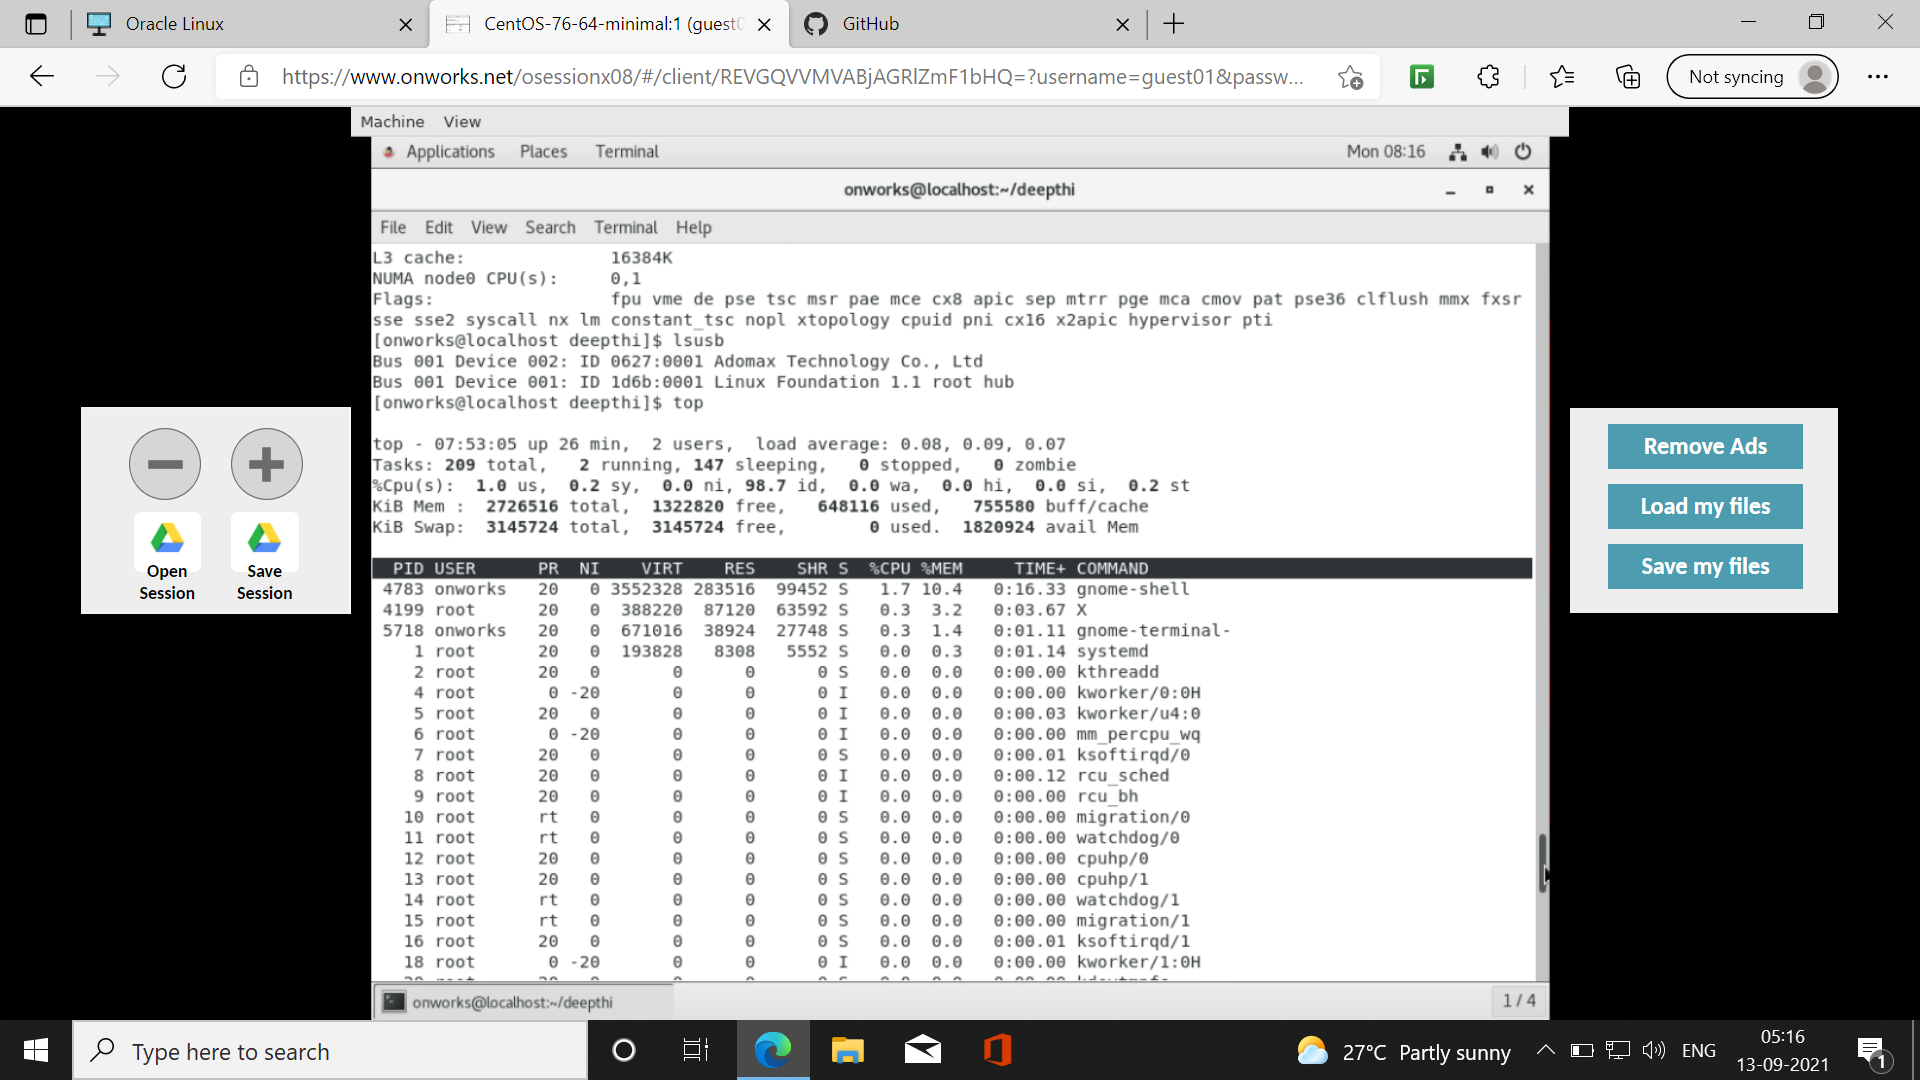 Oracle Linux
CentOS-76-64-minimal:1 (guest0
GitHub
https://www.onworks.net/osessionx08/#/client/REVGQVVMVABjAGRlZmF1bHQ=?username=guest01&passw...
Not syncing
Machine View
Applications Places Terminal
Mon 08:16
onworks@localhost:~/deepthi
File Edit View Search Terminal Help
L3 cache: 16384K
NUMA node0 CPU(s): 0,1
Flags: fpu vme de pse tsc msr pae mce cx8 apic sep mtrr pge mca cmov pat pse36 clflush mmx fxsr
sse sse2 syscall nx lm constant_tsc nopl xtopology cpuid pni cx16 x2apic hypervisor pti
[onworks@localhost deepthi]$ lsusb
Bus 001 Device 002: ID 0627:0001 Adomax Technology Co., Ltd
Bus 001 Device 001: ID 1d6b:0001 Linux Foundation 1.1 root hub
[onworks@localhost deepthi]$ top
top - 07:53:05 up 26 min, 2 users, load average: 0.08, 0.09, 0.07
Tasks: 209 total, 2 running, 147 sleeping, 0 stopped, 0 zombie
%Cpu(s): 1.0 us, 0.2 sy, 0.0 ni, 98.7 id, 0.0 wa, 0.0 hi, 0.0 si, 0.2 st
KiB Mem : 2726516 total, 1322820 free, 648116 used, 755580 buff/cache
KiB Swap: 3145724 total, 3145724 free, 0 used. 1820924 avail Mem
PID USER PR NI VIRT RES SHR S %CPU %MEM TIME+ COMMAND
4783 onworks 20 0 3552328 283516 99452 S 1.7 10.4 0:16.33 gnome-shell
4199 root 20 0 388220 87120 63592 S 0.3 3.2 0:03.67 X
5718 onworks 20 0 671016 38924 27748 S 0.3 1.4 0:01.11 gnome-terminal-
1 root 20 0 193828 8308 5552 S 0.0 0.3 0:01.14 systemd
2 root 20 0 0 0 0 S 0.0 0.0 0:00.00 kthreadd
4 root 0 -20 0 0 0 I 0.0 0.0 0:00.00 kworker/0:0H
5 root 20 0 0 0 0 I 0.0 0.0 0:00.03 kworker/u4:0
6 root 0 -20 0 0 0 I 0.0 0.0 0:00.00 mm_percpu_wq
7 root 20 0 0 0 0 S 0.0 0.0 0:00.01 ksoftirqd/0
8 root 20 0 0 0 0 I 0.0 0.0 0:00.12 rcu_sched
9 root 20 0 0 0 0 I 0.0 0.0 0:00.00 rcu_bh
10 root rt 0 0 0 0 S 0.0 0.0 0:00.00 migration/0
11 root rt 0 0 0 0 S 0.0 0.0 0:00.00 watchdog/0
12 root 20 0 0 0 0 S 0.0 0.0 0:00.00 cpuhp/0
13 root 20 0 0 0 0 S 0.0 0.0 0:00.00 cpuhp/1
14 root rt 0 0 0 0 S 0.0 0.0 0:00.00 watchdog/1
15 root rt 0 0 0 0 S 0.0 0.0 0:00.00 migration/1
16 root 20 0 0 0 0 S 0.0 0.0 0:00.01 ksoftirqd/1
18 root 0 -20 0 0 0 I 0.0 0.0 0:00.00 kworker/1:0H
onworks@localhost:~/deepthi
1 / 4
Open Session
Save Session
Remove Ads
Load my files
Save my files
Type here to search
27°C Partly sunny
ENG
05:16
13-09-2021
1